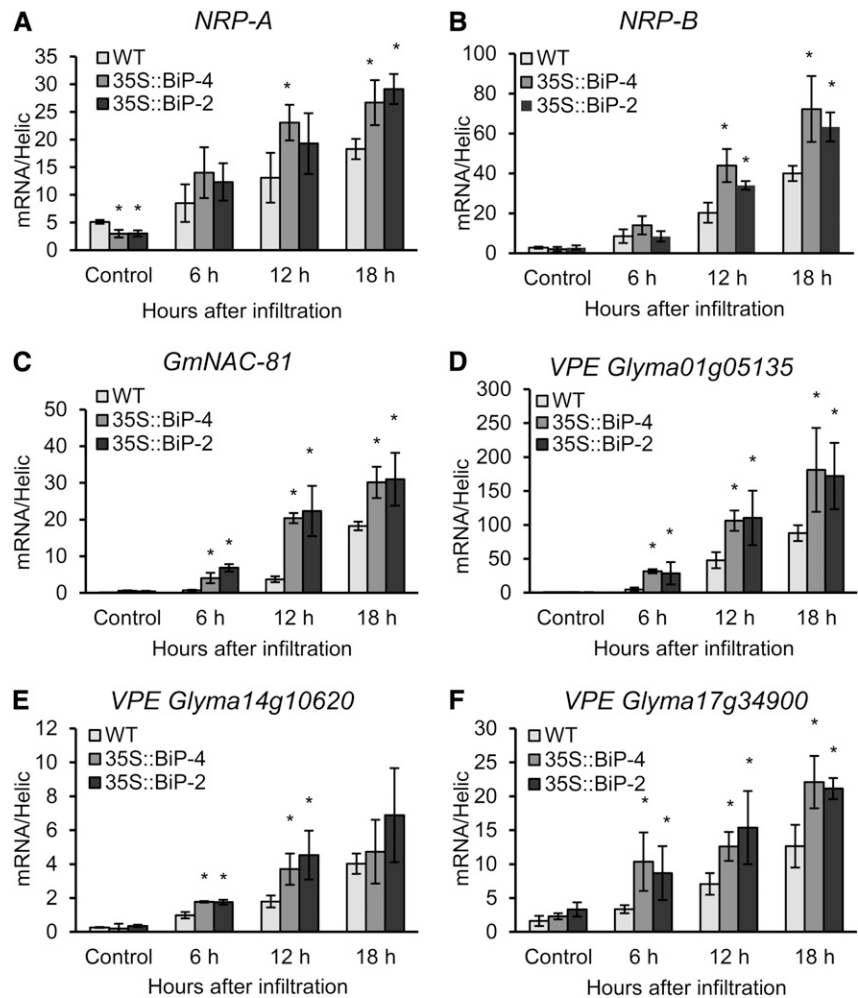 A
NRP-A
WT
35S::BiP-4
35S::BiP-2
mRNA/Helic
35
30
25
20
15
10
5
0
* * * * *
Control 6 h 12 h 18 h
Hours after infiltration
B
NRP-B
WT
35S::BiP-4
35S::BiP-2
mRNA/Helic
100
80
60
40
20
0
* * * *
Control 6 h 12 h 18 h
Hours after infiltration
C
GmNAC-81
WT
35S::BiP-4
35S::BiP-2
mRNA/Helic
50
40
30
20
10
0
* * * * * *
Control 6 h 12 h 18 h
Hours after infiltration
D
VPE Glyma01g05135
WT
35S::BiP-4
35S::BiP-2
mRNA/Helic
300
250
200
150
100
50
0
* * * * * *
Control 6 h 12 h 18 h
Hours after infiltration
E
VPE Glyma14g10620
WT
35S::BiP-4
35S::BiP-2
mRNA/Helic
12
10
8
6
4
2
0
* * * *
Control 6 h 12 h 18 h
Hours after infiltration
F
VPE Glyma17g34900
WT
35S::BiP-4
35S::BiP-2
mRNA/Helic
30
25
20
15
10
5
0
* * * * * *
Control 6 h 12 h 18 h
Hours after infiltration